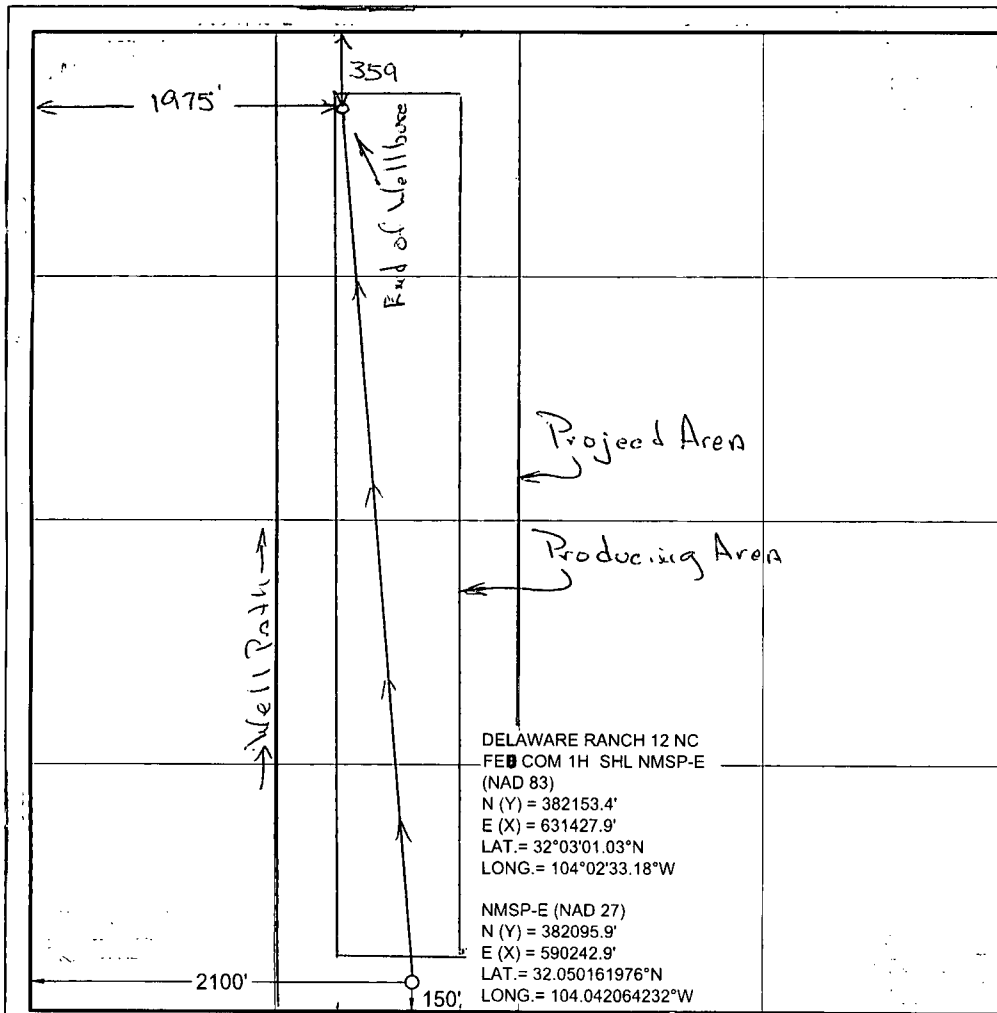 359
1975'
End of Wellbore
Projecd Area
Producing Area
Well Path
DELAWARE RANCH 12 NC
FED COM 1H SHL NMSP-E
(NAD 83)
N (Y) = 382153.4'
E (X) = 631427.9'
LAT.= 32°03'01.03"N
LONG.= 104°02'33.18"W
NMSP-E (NAD 27)
N (Y) = 382095.9'
E (X) = 590242.9'
LAT.= 32.050161976°N
LONG.= 104.042064232°W
2100'
150'